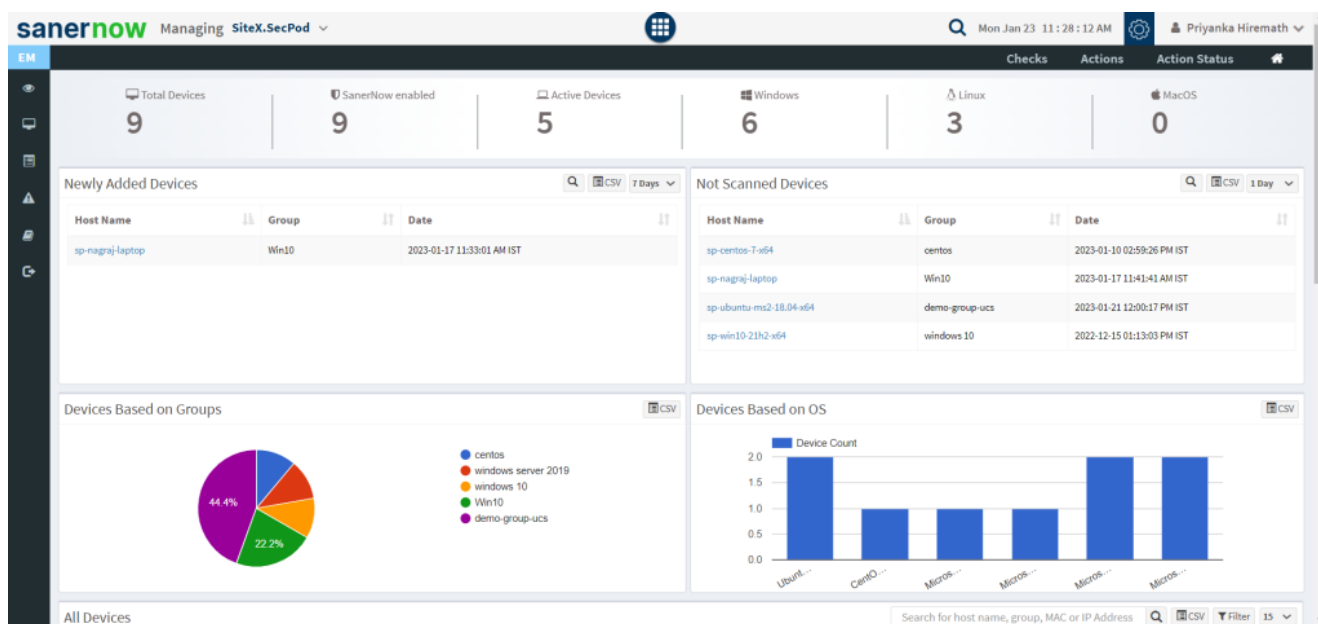 sanernow Managing SiteX.SecPod Mon Jan 23 11:28:12 AM Priyanka Hiremath
EM Checks Actions Action Status
Total Devices SanerNow enabled Active Devices Windows Linux MacOS
9 9 5 6 3 0
Newly Added Devices CSV 7 Days
Host Name Group Date
sp-nagraj-laptop Win10 2023-01-17 11:33:01 AM IST
Not Scanned Devices CSV 1 Day
Host Name Group Date
sp-centos-7-x64 centos 2023-01-10 02:59:26 PM IST
sp-nagraj-laptop Win10 2023-01-17 11:41:41 AM IST
sp-ubuntu-ms2-18.04-x64 demo-group-ucs 2023-01-21 12:00:17 PM IST
sp-win10-21h2-x64 windows 10 2022-12-15 01:13:03 PM IST
Devices Based on Groups CSV
44.4%
22.2%
centos
windows server 2019
windows 10
Win10
demo-group-ucs
Devices Based on OS CSV
Device Count
2.0
1.5
1.0
0.5
0.0
Ubunt... CentO... Micros... Micros... Micros... Micros...
All Devices Search for host name, group, MAC or IP Address CSV Filter 15